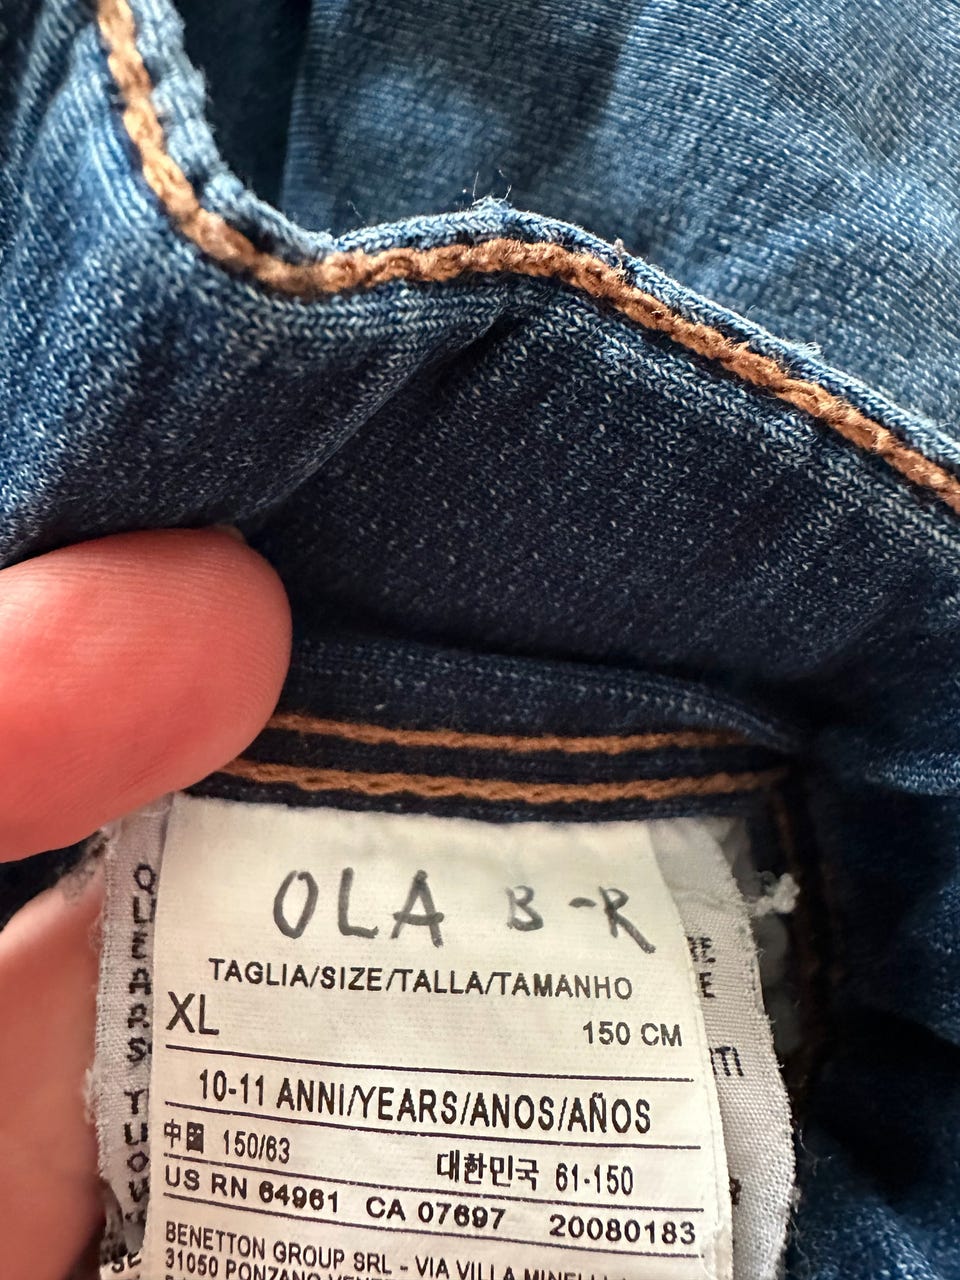 OLA B-R
TAGLIA/SIZE/TALLA/TAMANHO
XL 150 CM
10-11 ANNI/YEARS/ANOS/AÑOS
中国 150/63
대한민국 61-150
US RN 64961 CA 07697 20080183
BENETTON GROUP SRL - VIA VILLA MINELLI
31050 PONZANO